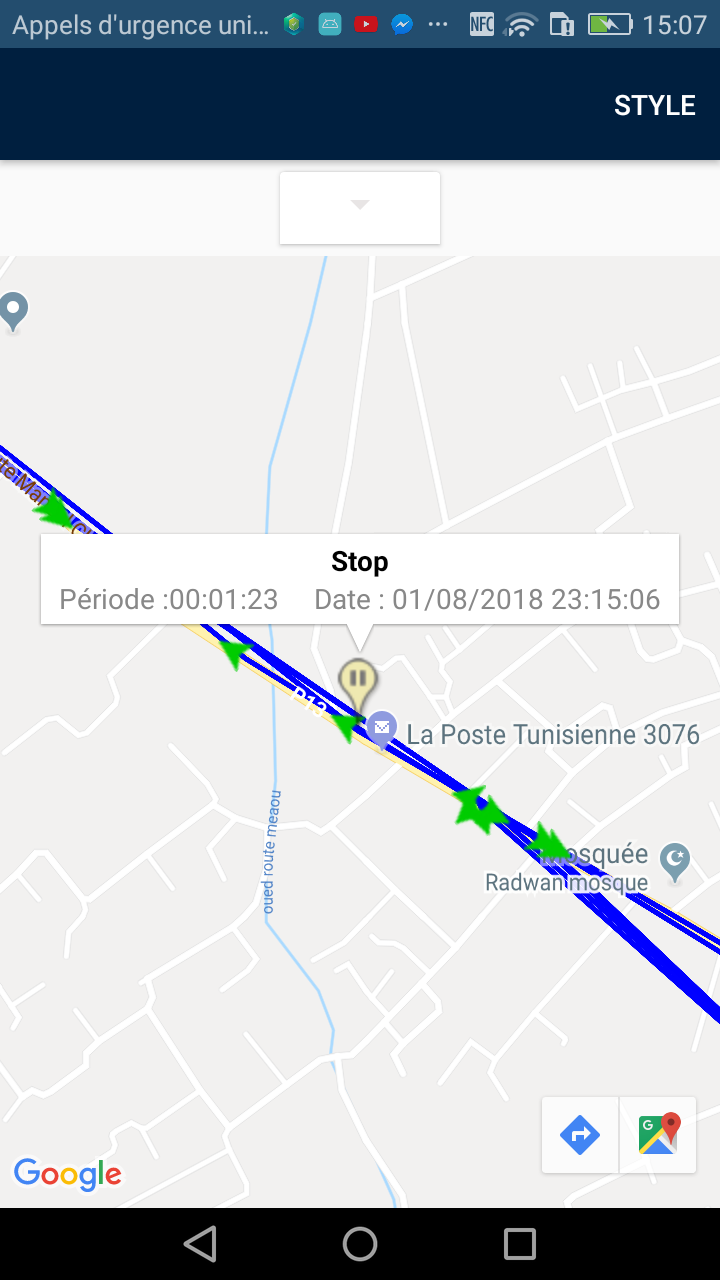 Appels d'urgence uni... NFC 15:07
STYLE
Stop
Période :00:01:23 Date : 01/08/2018 23:15:06
La Poste Tunisienne 3076
oued route meaou
Mosquée
Radwan mosque
G
Google